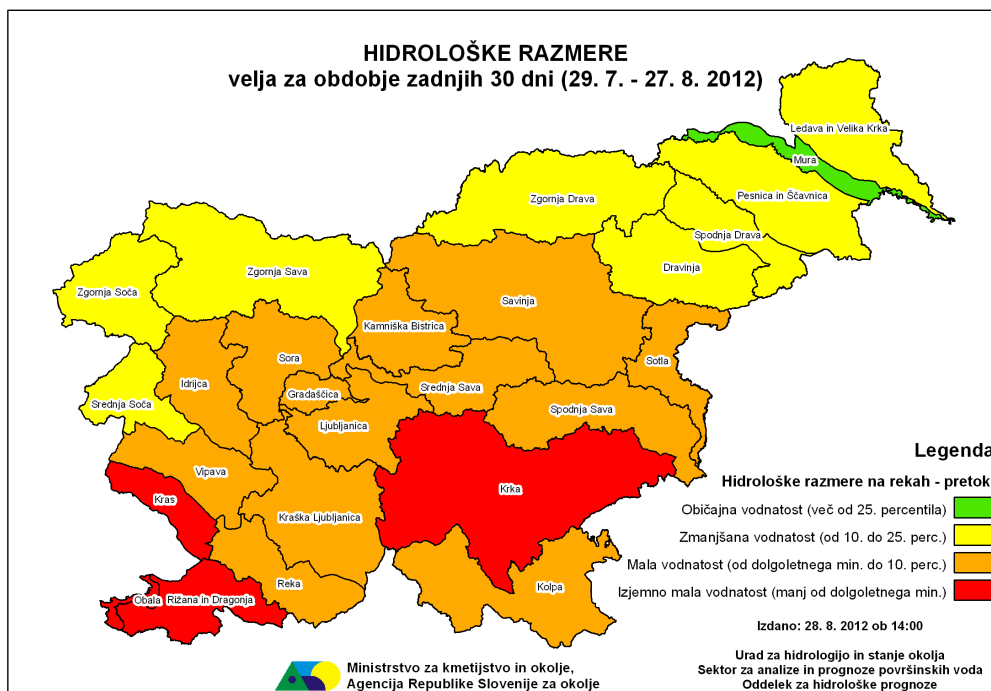 HIDROLOŠKE RAZMERE
velja za obdobje zadnjih 30 dni (29. 7. - 27. 8. 2012)
Ledava in Velika Krka
Mura
Pesnica in Ščavnica
Zgornja Drava
Spodnja Drava
Dravinja
Zgornja Sava
Zgornja Soča
Savinja
Kamniška Bistrica
Sora
Sotla
Idrijca
Gradaščica
Srednja Sava
Srednja Soča
Spodnja Sava
Ljubljanica
Vipava
Kras
Krka
Kraška Ljubljanica
Reka
Kolpa
Obala
Rižana in Dragonja
Legenda
Hidrološke razmere na rekah - pretok
Običajna vodnatost (več od 25. percentila)
Zmanjšana vodnatost (od 10. do 25. perc.)
Mala vodnatost (od dolgoletnega min. do 10. perc.)
Izjemno mala vodnatost (manj od dolgoletnega min.)
Izdano: 28. 8. 2012 ob 14:00
Urad za hidrologijo in stanje okolja
Sektor za analize in prognoze površinskih voda
Oddelek za hidrološke prognoze
Ministrstvo za kmetijstvo in okolje,
Agencija Republike Slovenije za okolje